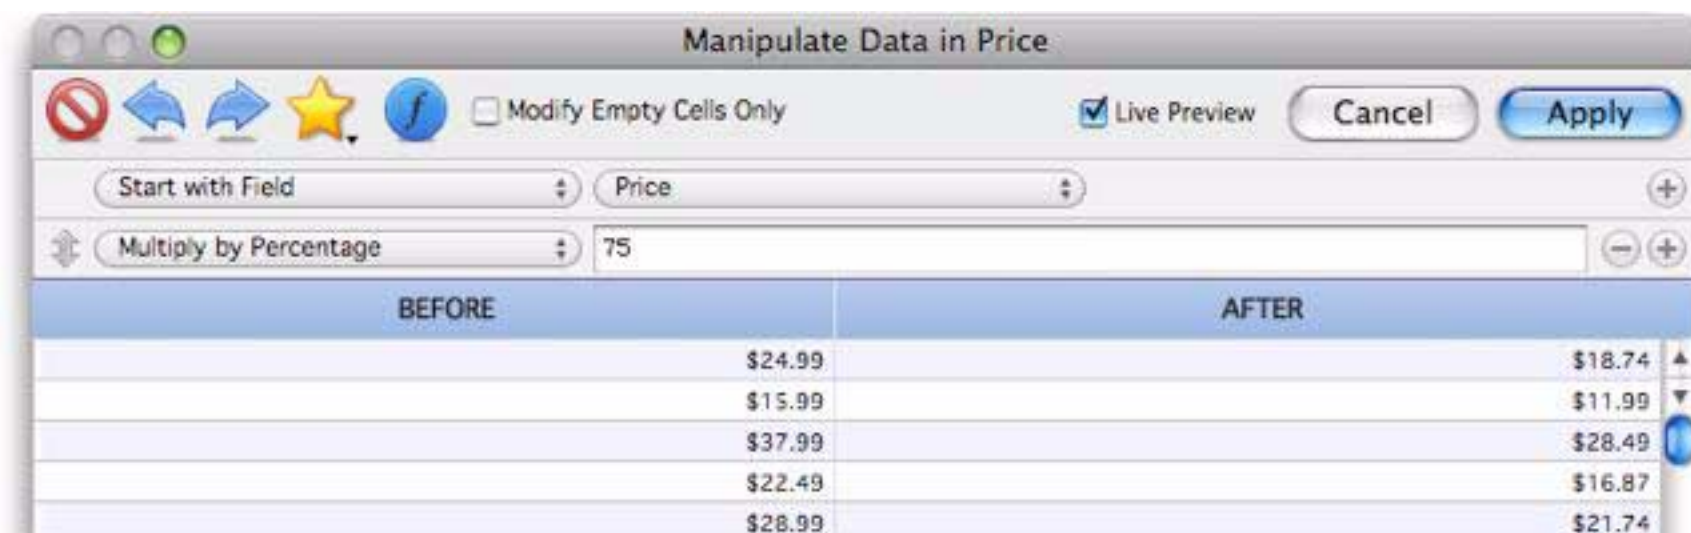 Manipulate Data in Price
f Modify Empty Cells Only Live Preview Cancel Apply
Start with Field Price
Multiply by Percentage 75
BEFORE AFTER
$24.99 $18.74
$15.99 $11.99
$37.99 $28.49
$22.49 $16.87
$28.99 $21.74